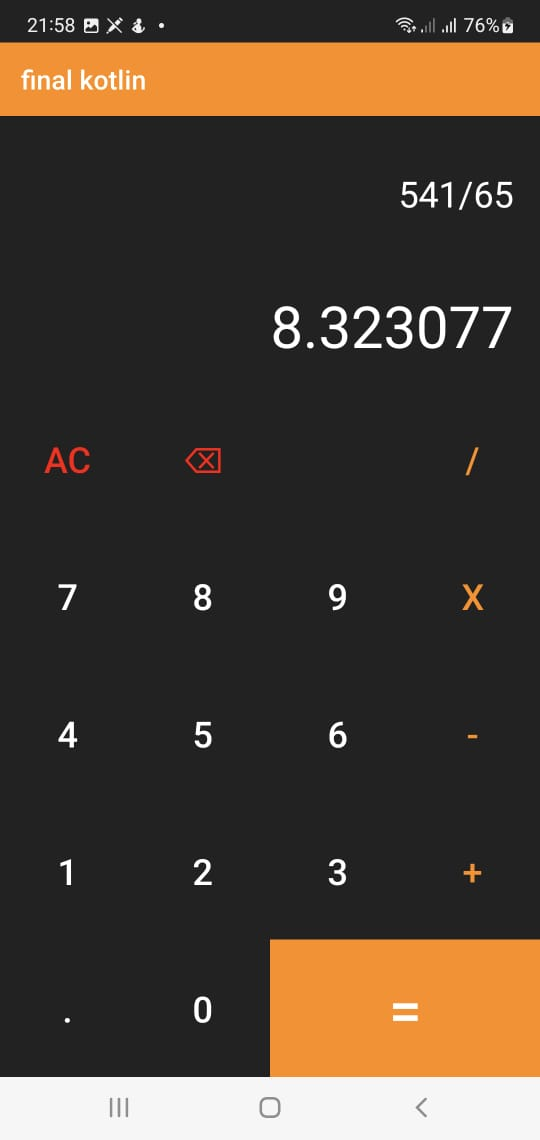 21:58 76%
final kotlin
541/65
8.323077
AC /
7 8 9 X
4 5 6 -
1 2 3 +
. 0 =